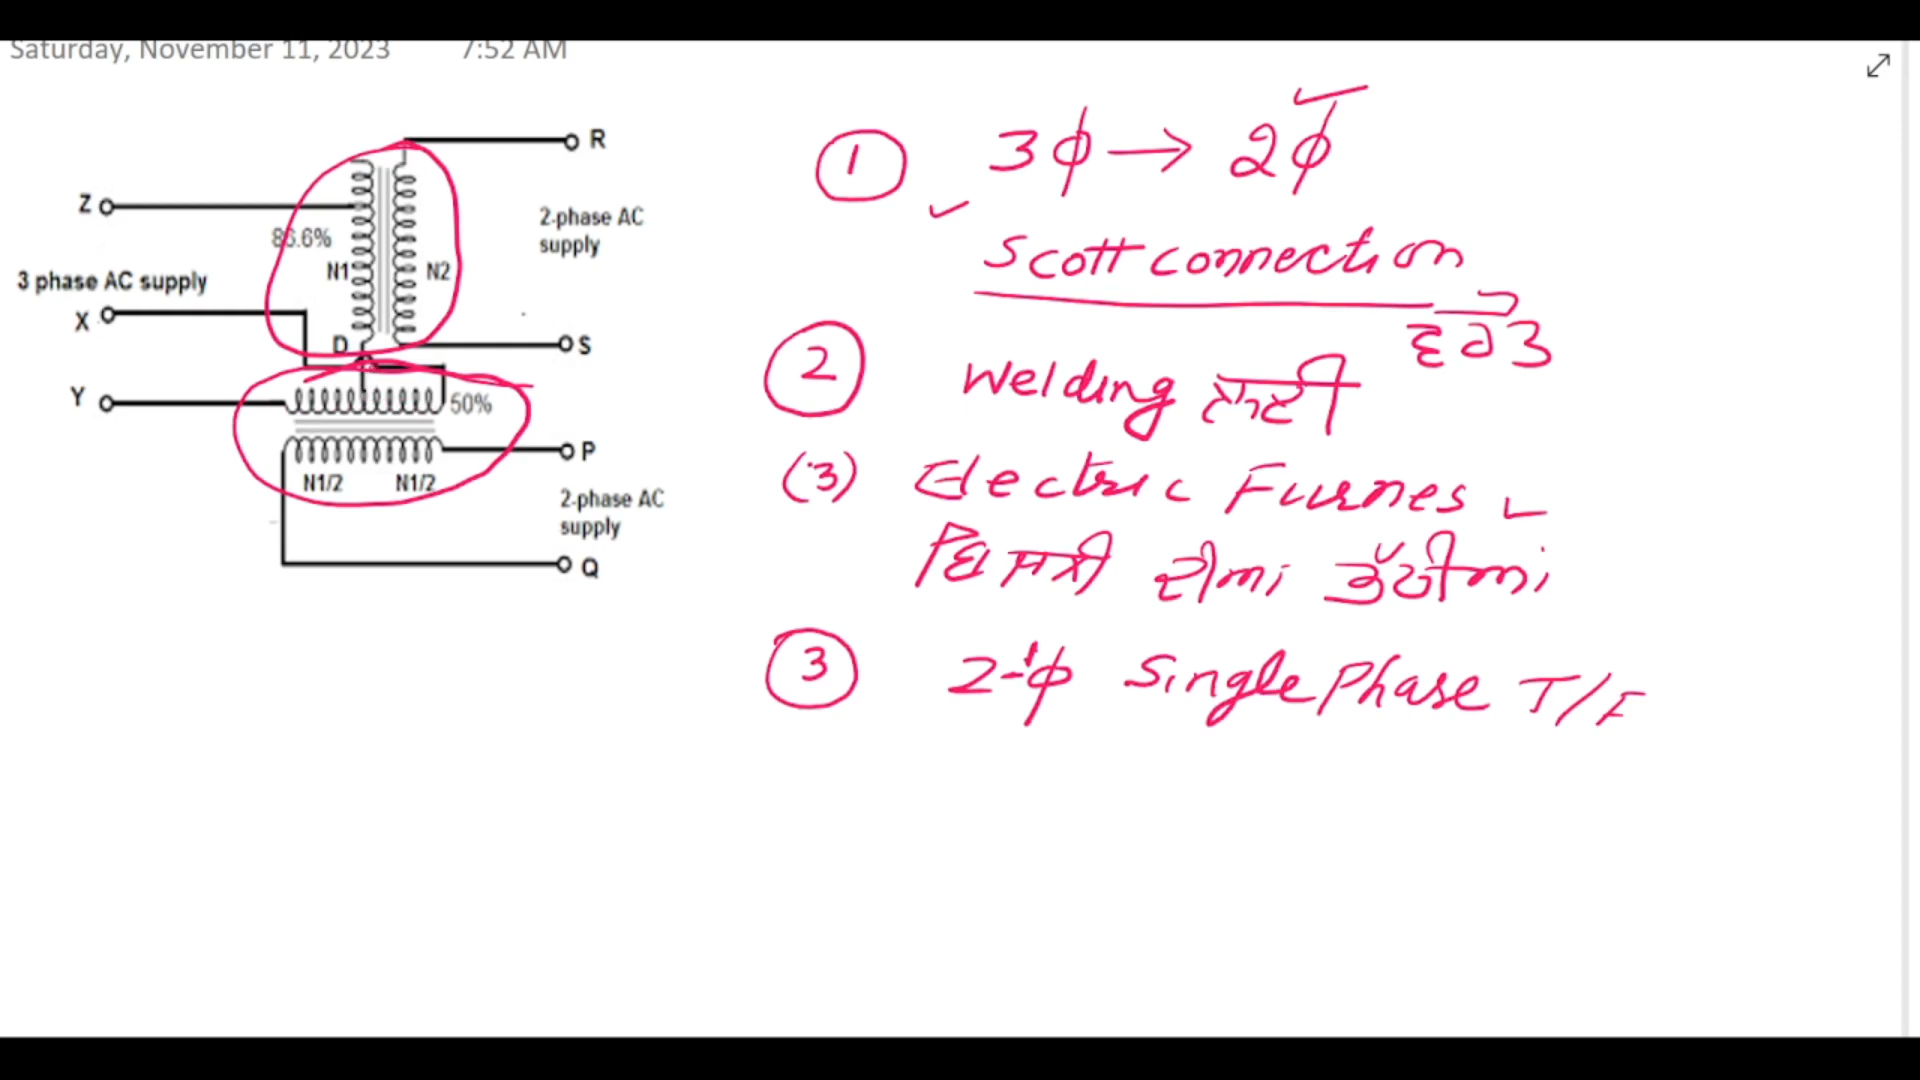 Saturday, November 11, 2023 7:52 AM
R
Z
86.6%
2-phase AC
supply
N1 N2
3 phase AC supply
X
D
S
Y
50%
P
N1/2 N1/2
2-phase AC
supply
Q
1 3ϕ → 2ϕ
Scott connection
2 Welding
(3) Electric Furnes
3 2-1ϕ Single Phase T/F